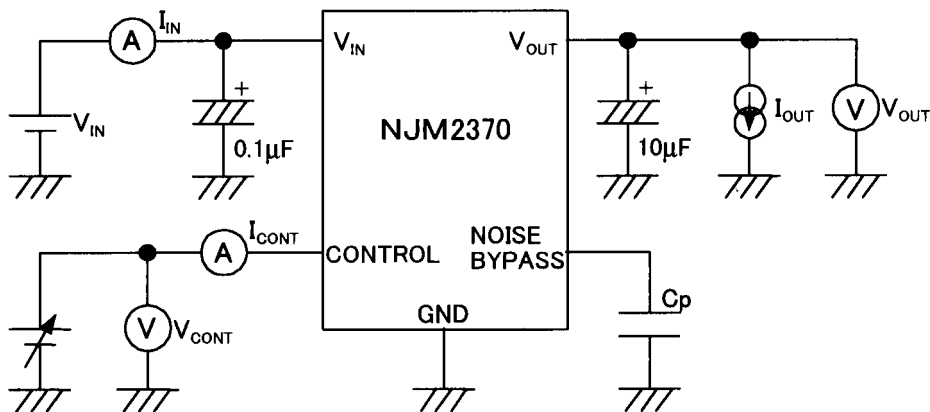 A
I_IN
V_IN
V_OUT
+
+
V_IN
0.1μF
NJM2370
10μF
I_OUT
V
V_OUT
I_CONT
A
CONTROL
NOISE
BYPASS
V
V_CONT
GND
Cp